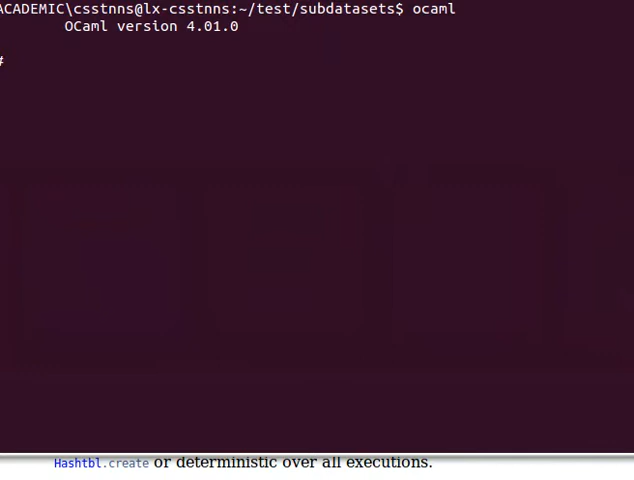 ACADEMIC\csstnns@lx-csstnns:~/test/subdatasets$ ocaml
OCaml version 4.01.0
#
Hashtbl.create or deterministic over all executions.